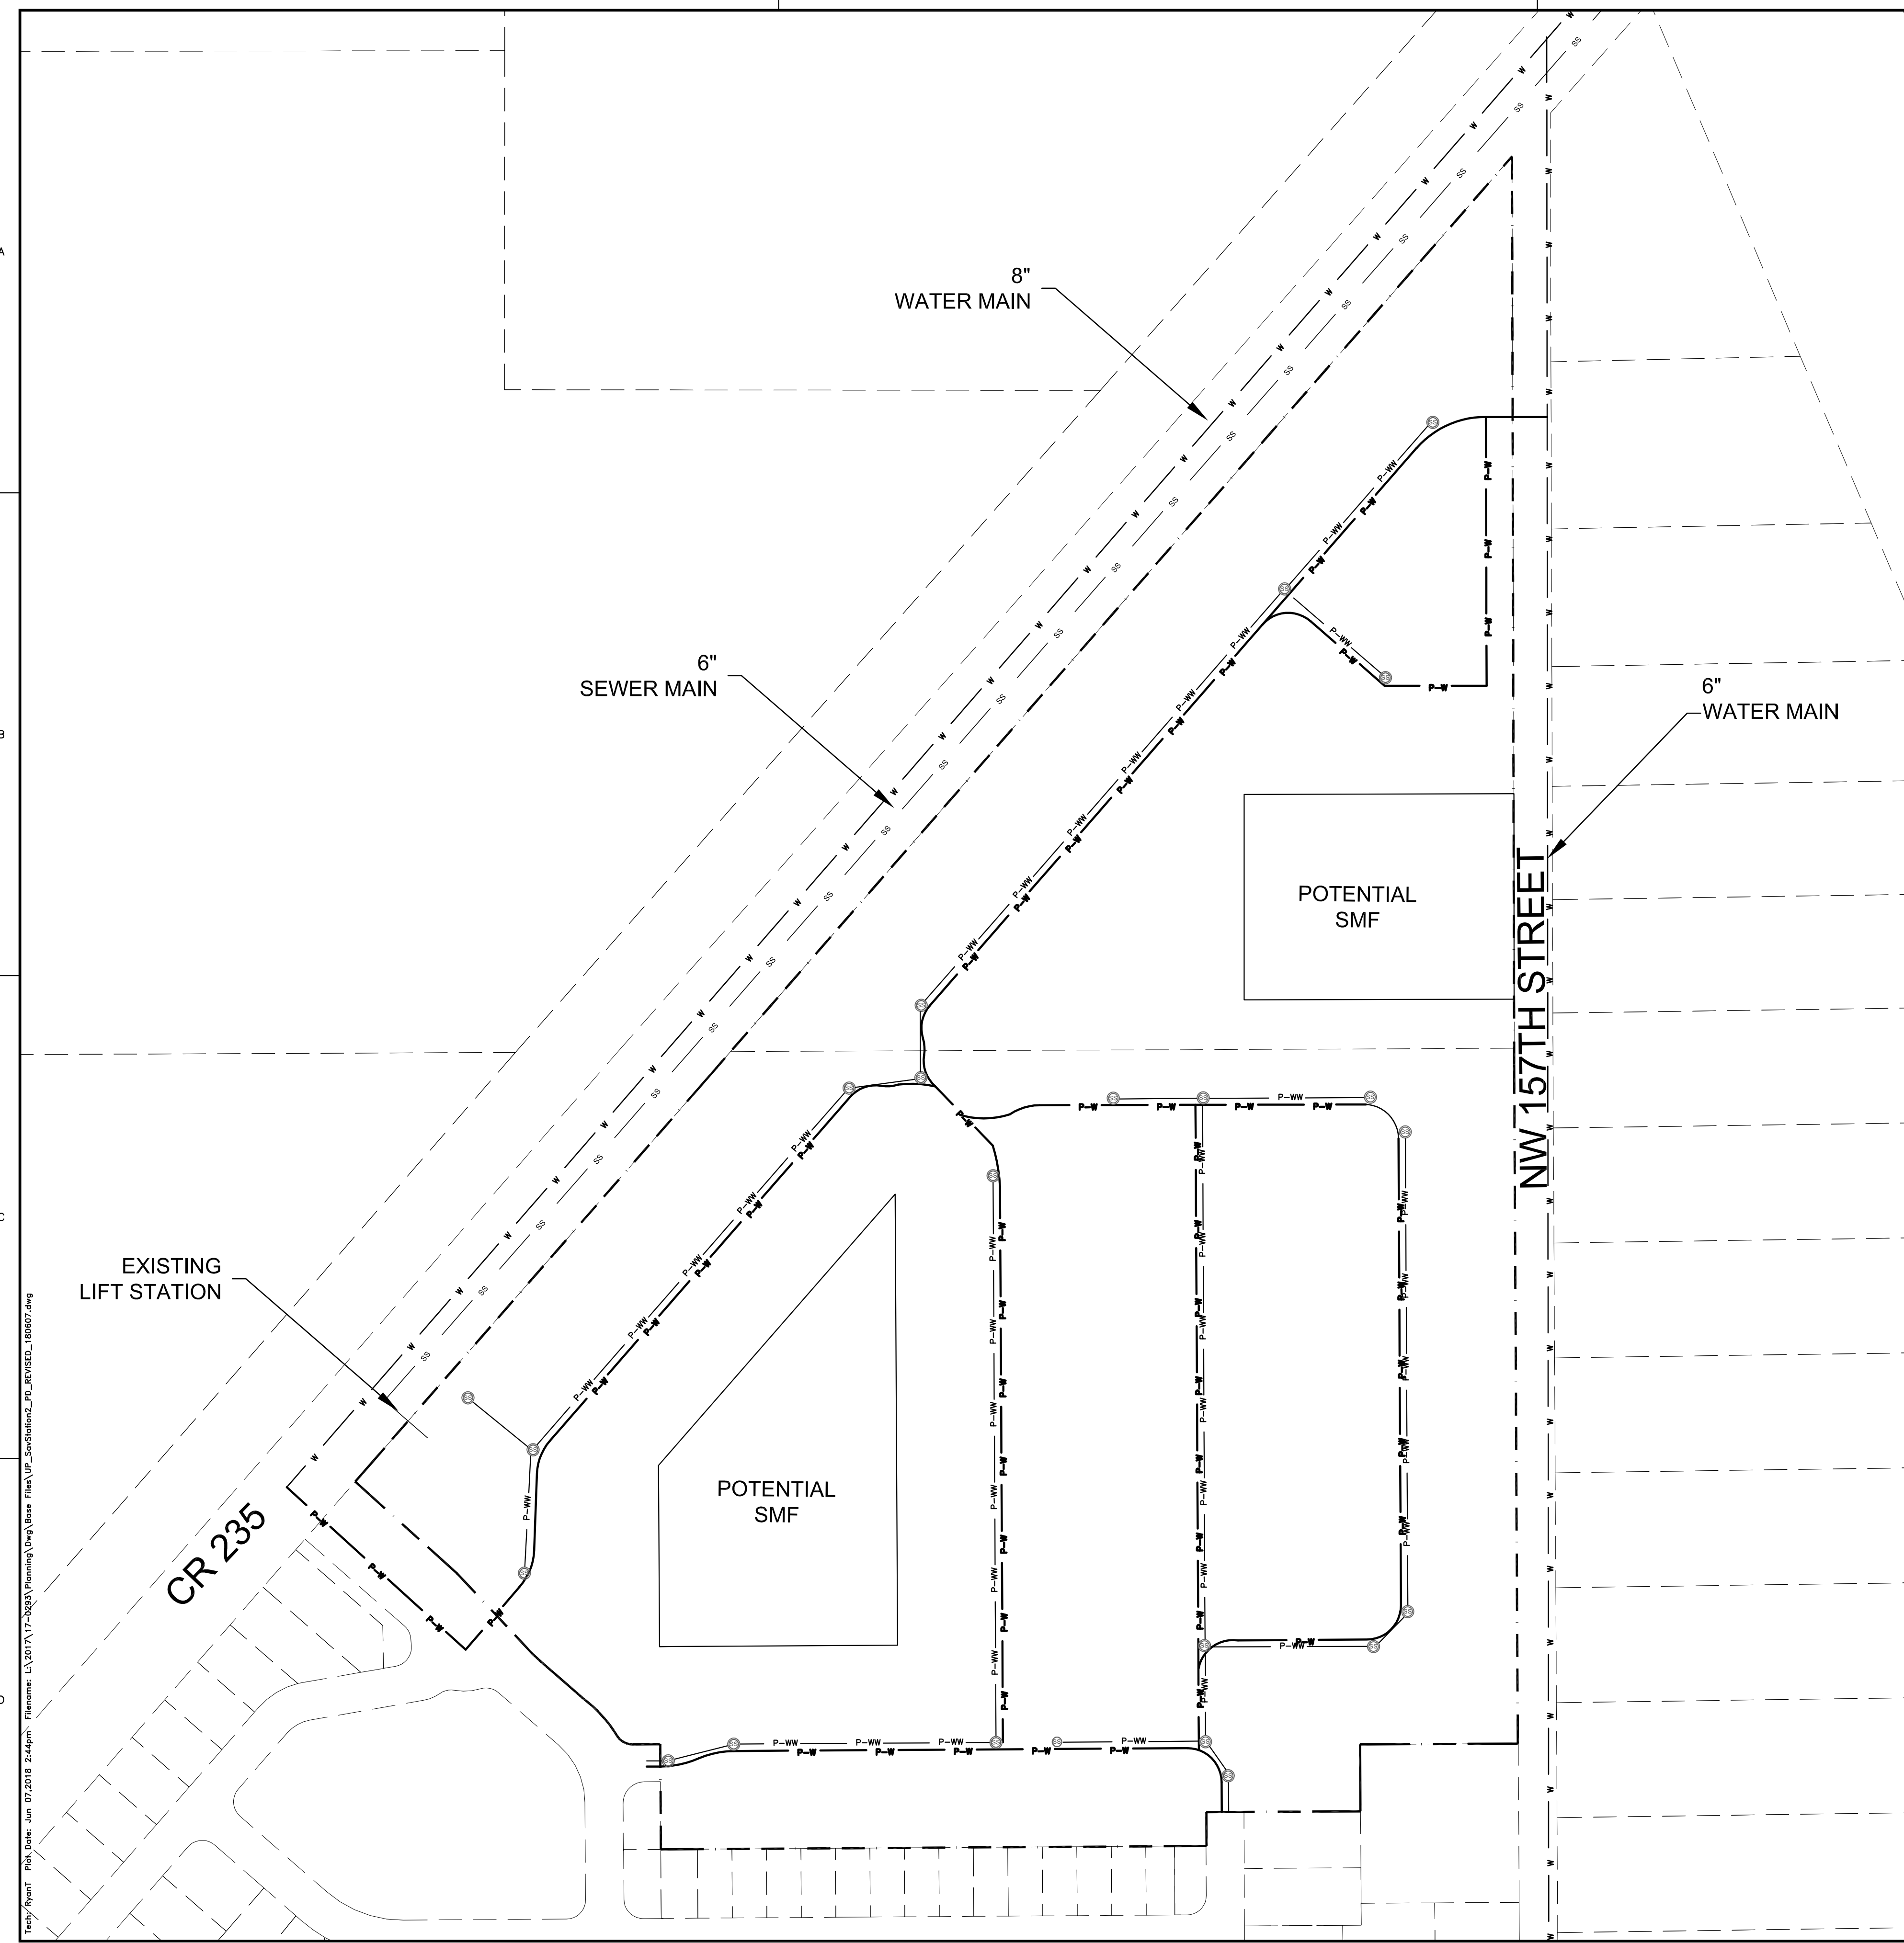 8"
WATER MAIN
6"
SEWER MAIN
6"
WATER MAIN
POTENTIAL
SMF
NW 157TH STREET
EXISTING
LIFT STATION
POTENTIAL
SMF
CR 235
A
B
C
D
W
SS
P-W
P-WW
Tech: RyanT Plot Date: Jun 07,2018 2:44pm Filename: L:\2017\17-0293\Planning\Dwg\Base Files\UP_SavStation2_PD_REVISED_180607.dwg